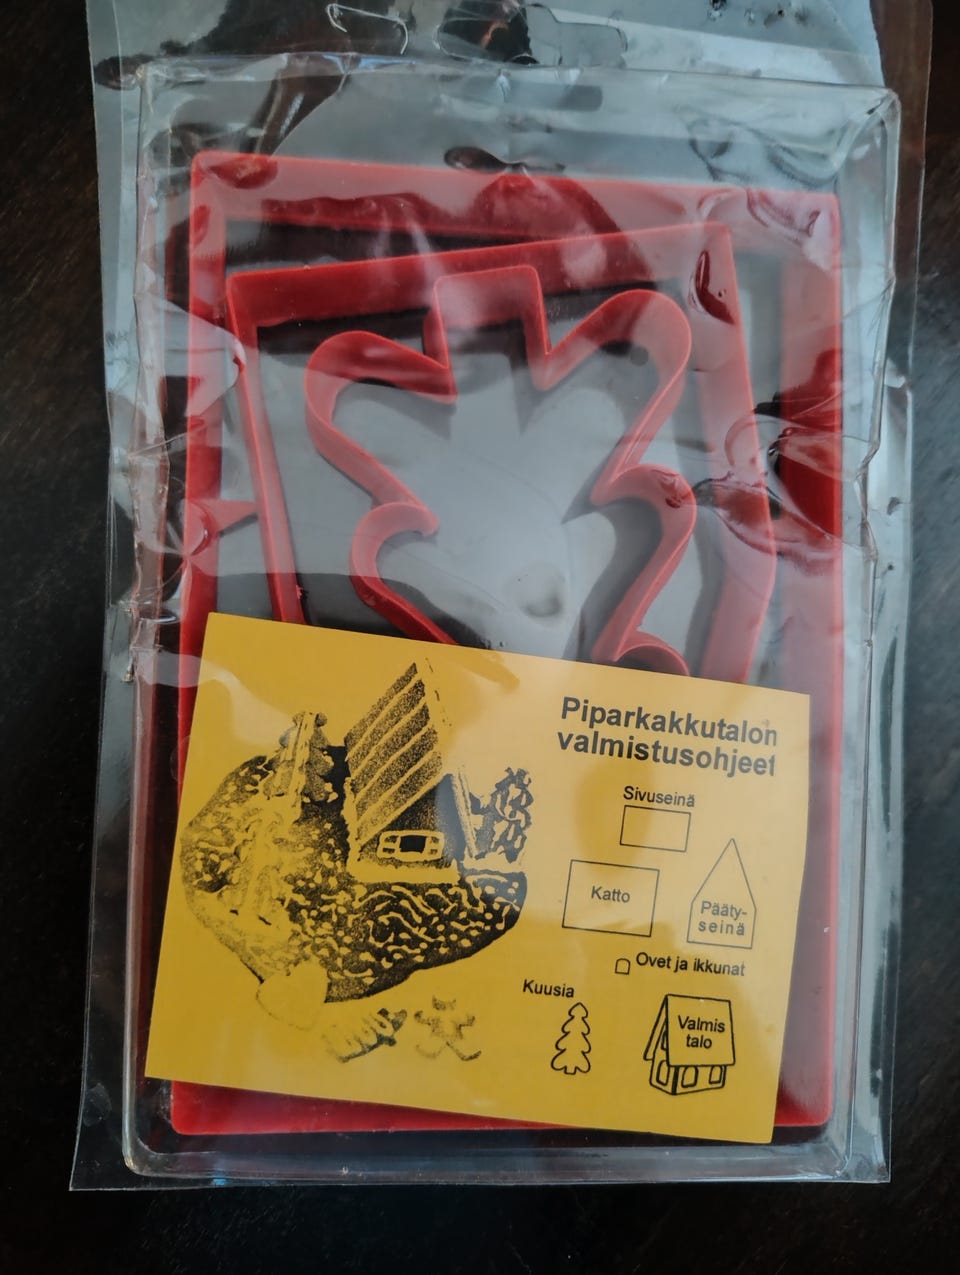 Piparkakkutalon
valmistusohjeet
Sivuseinä
Katto
Pääty-
seinä
Ovet ja ikkunat
Kuusia
Valmis
talo